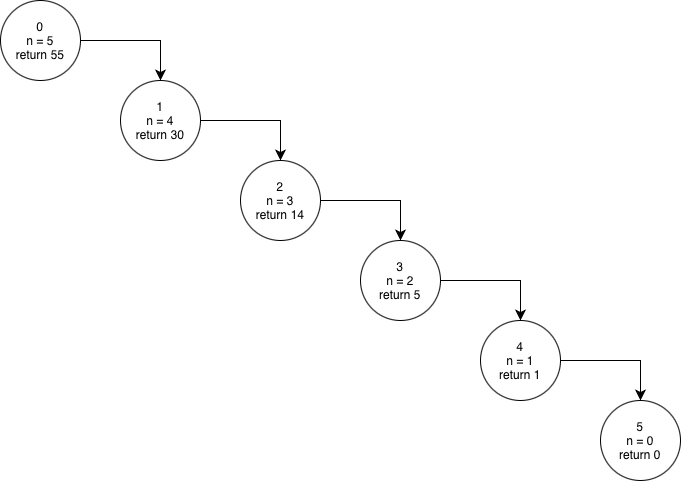 0
n = 5
return 55
1
n = 4
return 30
2
n = 3
return 14
3
n = 2
return 5
4
n = 1
return 1
5
n = 0
return 0